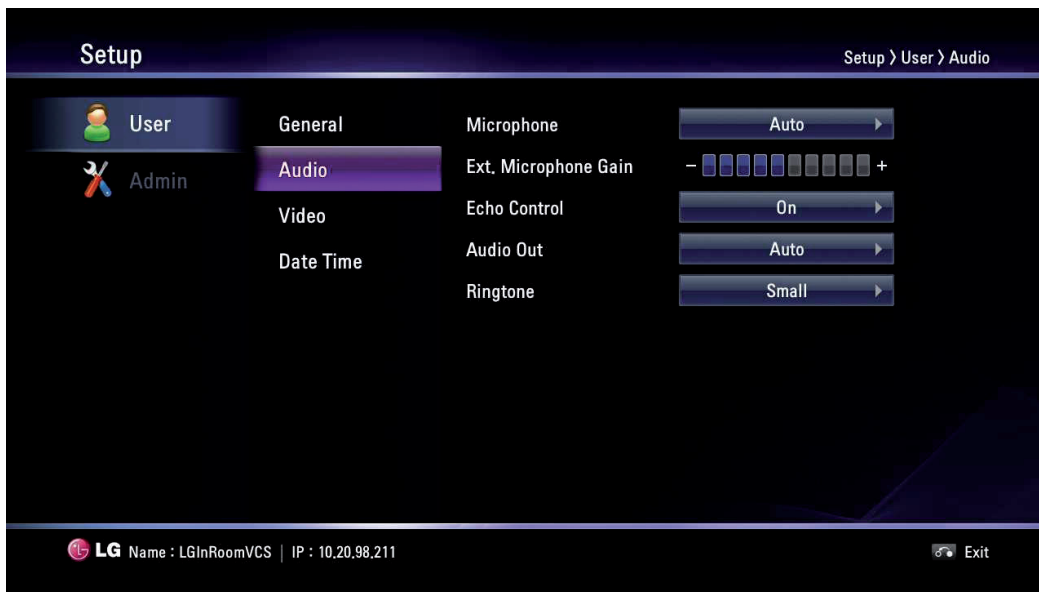 Setup
Setup > User > Audio
User
Admin
General
Audio
Video
Date Time
Microphone Auto
Ext. Microphone Gain - +
Echo Control On
Audio Out Auto
Ringtone Small
LG Name : LGInRoomVCS | IP : 10.20.98.211
Exit